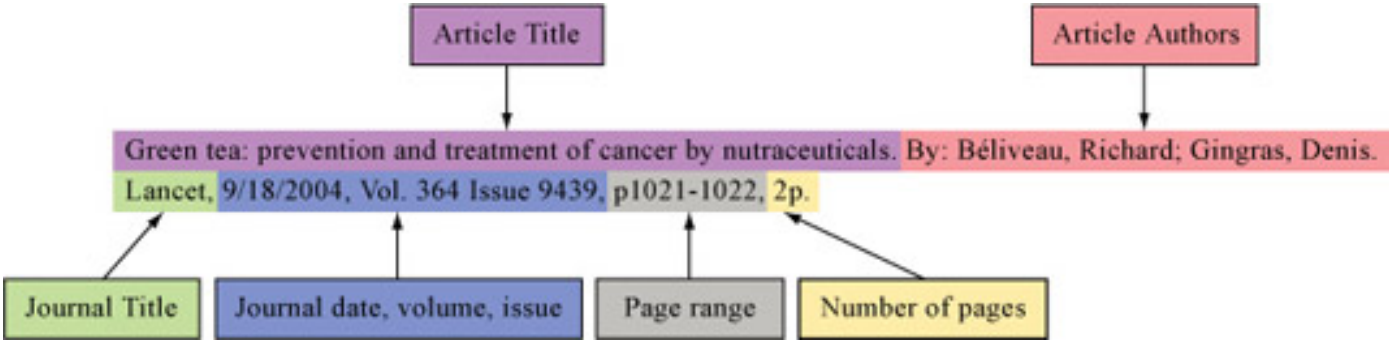 Article Title
Article Authors
Green tea: prevention and treatment of cancer by nutraceuticals. By: Béliveau, Richard; Gingras, Denis.
Lancet, 9/18/2004, Vol. 364 Issue 9439, p1021-1022, 2p.
Journal Title
Journal date, volume, issue
Page range
Number of pages